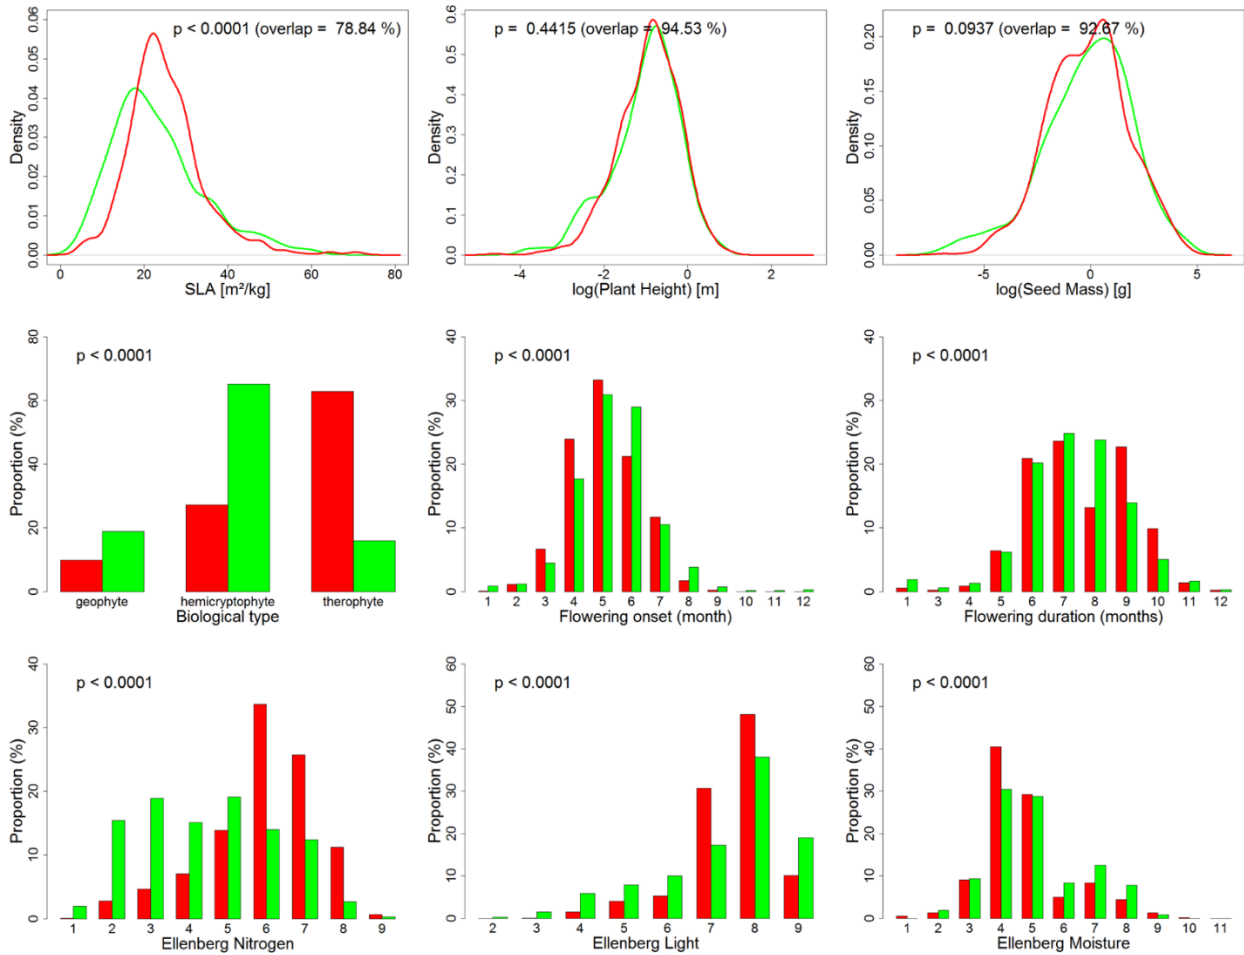 p < 0.0001 (overlap =  78.84 %)
Density
0.00 0.01 0.02 0.03 0.04 0.05 0.06
0 20 40 60 80
SLA [m²/kg]
p =  0.4415 (overlap =  94.53 %)
Density
0.0 0.1 0.2 0.3 0.4 0.5 0.6
-4 -2 0 2
log(Plant Height) [m]
p =  0.0937 (overlap =  92.67 %)
Density
0.00 0.05 0.10 0.15 0.20
-5 0 5
log(Seed Mass) [g]
p < 0.0001
Proportion (%)
0 20 40 60 80
geophyte hemicryptophyte therophyte
Biological type
p < 0.0001
Proportion (%)
0 10 20 30 40
1 2 3 4 5 6 7 8 9 10 11 12
Flowering onset (month)
p < 0.0001
Proportion (%)
0 10 20 30 40
1 3 4 5 6 7 8 9 10 11 12
Flowering duration (months)
p < 0.0001
Proportion (%)
0 10 20 30 40
1 2 3 4 5 6 7 8 9
Ellenberg Nitrogen
p < 0.0001
Proportion (%)
0 10 20 30 40 50 60
2 3 4 5 6 7 8 9
Ellenberg Light
p < 0.0001
Proportion (%)
0 10 20 30 40 50 60
1 2 3 4 5 6 7 8 9 10 11
Ellenberg Moisture